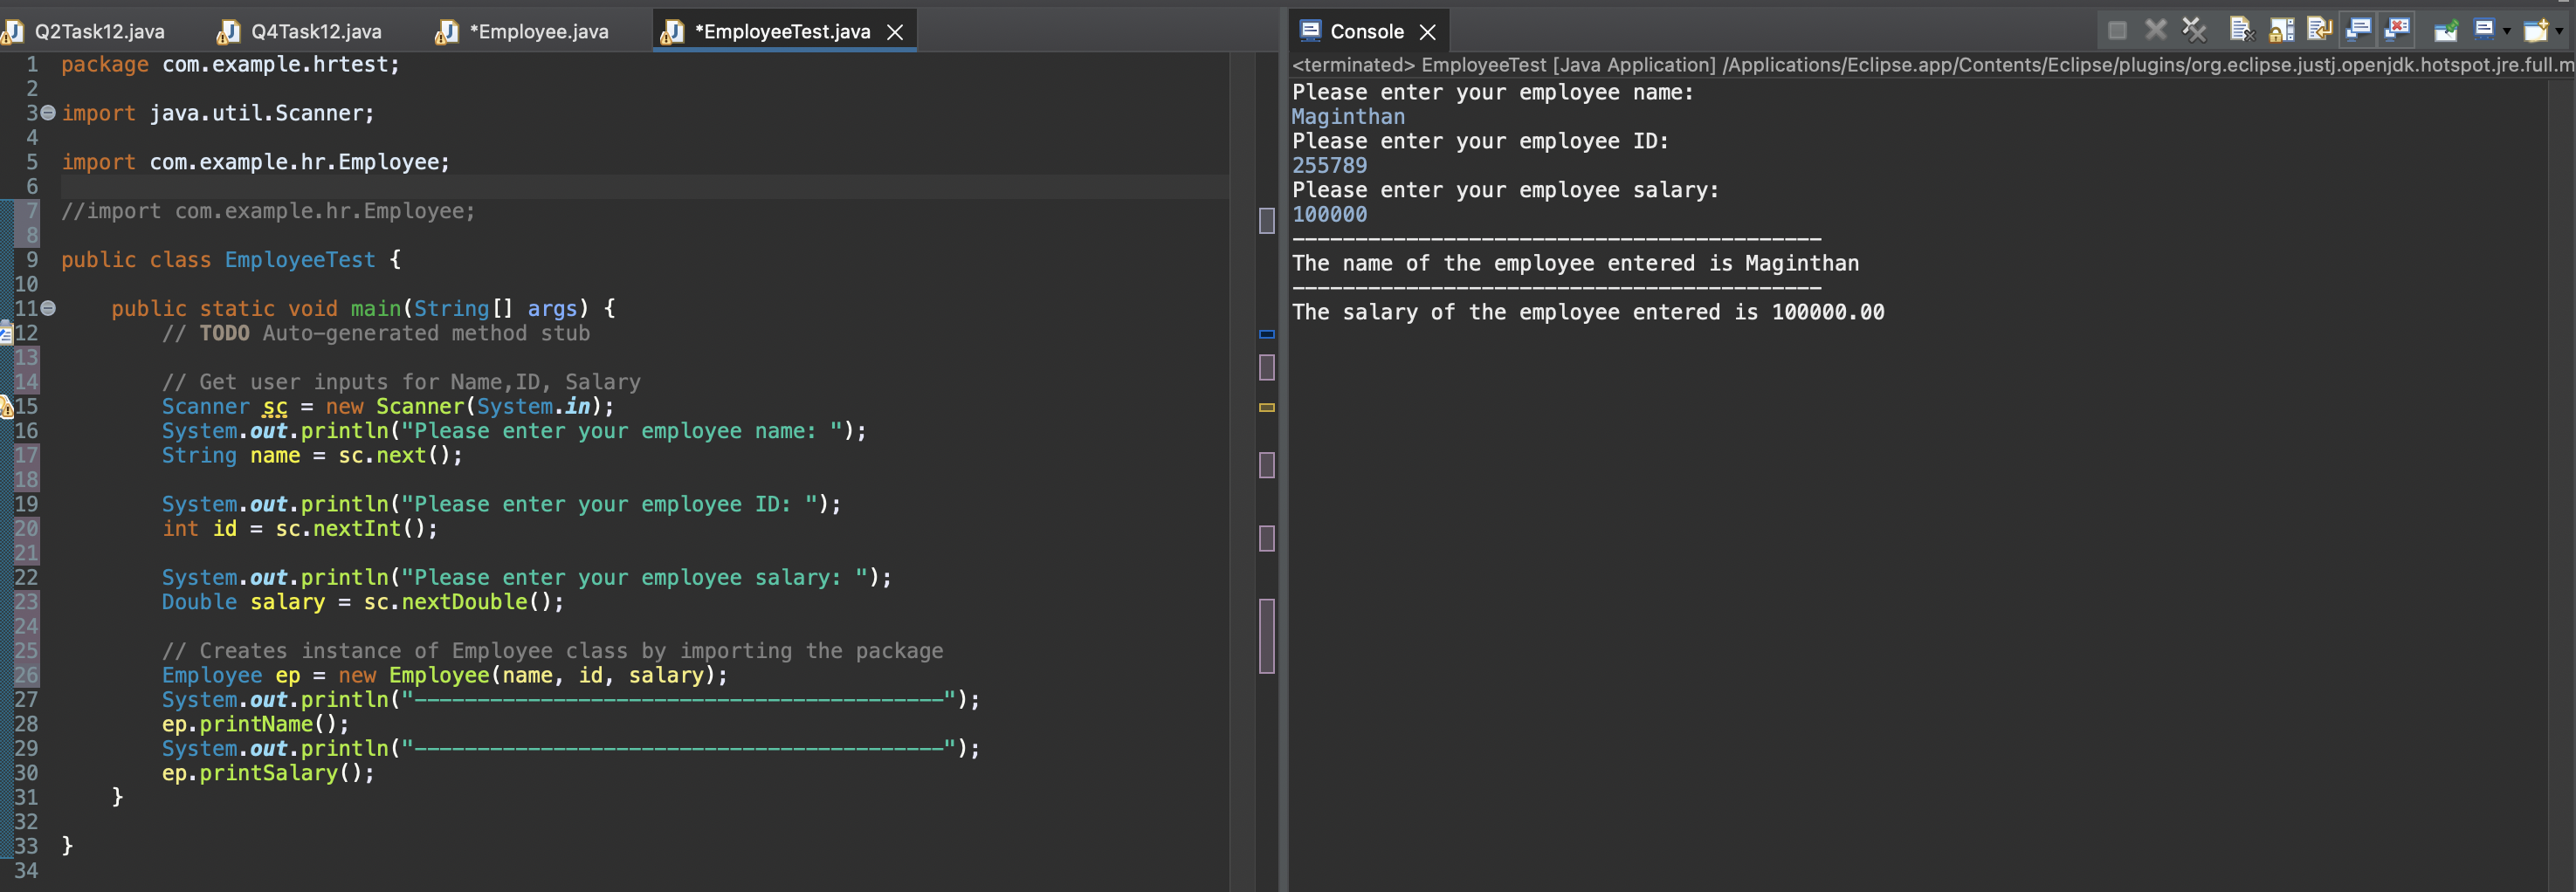 Q2Task12.java
Q4Task12.java
*Employee.java
*EmployeeTest.java
1 package com.example.hrtest;
2
3 import java.util.Scanner;
4
5 import com.example.hr.Employee;
6
7 //import com.example.hr.Employee;
8
9 public class EmployeeTest {
10
11 public static void main(String[] args) {
12 // TODO Auto-generated method stub
13
14 // Get user inputs for Name,ID, Salary
15 Scanner sc = new Scanner(System.in);
16 System.out.println("Please enter your employee name: ");
17 String name = sc.next();
18
19 System.out.println("Please enter your employee ID: ");
20 int id = sc.nextInt();
21
22 System.out.println("Please enter your employee salary: ");
23 Double salary = sc.nextDouble();
24
25 // Creates instance of Employee class by importing the package
26 Employee ep = new Employee(name, id, salary);
27 System.out.println("------------------------------------------");
28 ep.printName();
29 System.out.println("------------------------------------------");
30 ep.printSalary();
31 }
32
33 }
34
Console
<terminated> EmployeeTest [Java Application] /Applications/Eclipse.app/Contents/Eclipse/plugins/org.eclipse.justj.openjdk.hotspot.jre.full.m
Please enter your employee name:
Maginthan
Please enter your employee ID:
255789
Please enter your employee salary:
100000
------------------------------------------
The name of the employee entered is Maginthan
------------------------------------------
The salary of the employee entered is 100000.00